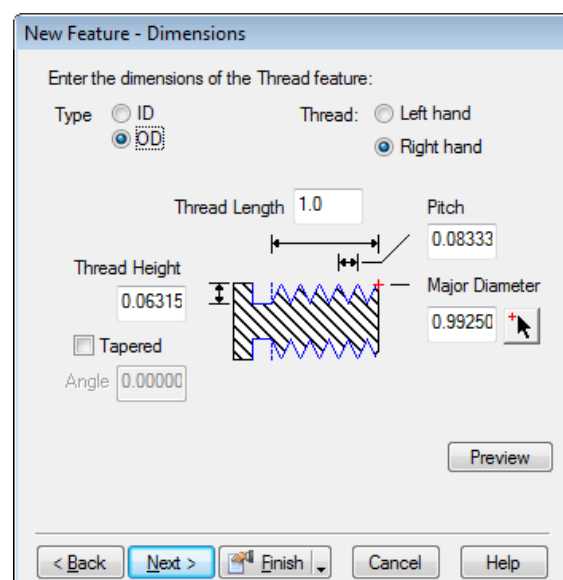 New Feature - Dimensions
Enter the dimensions of the Thread feature:
Type ID Thread: Left hand
OD Right hand
Thread Length 1.0 Pitch
0.08333
Thread Height Major Diameter
0.06315 0.99250
Tapered
Angle 0.00000
Preview
< Back Next > Finish Cancel Help